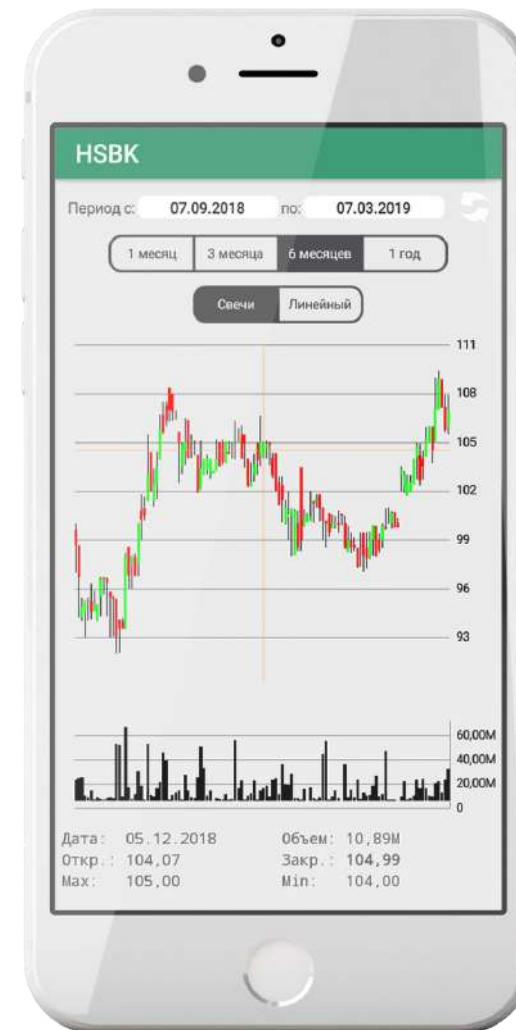 HSBK
Период с: 07.09.2018 по: 07.03.2019
1 месяц 3 месяца 6 месяцев 1 год
Свечи Линейный
111
108
105
102
99
96
93
60,00M
40,00M
20,00M
0
Дата: 05.12.2018 Объем: 10,89M
Откр.: 104,07 Закр.: 104,99
Max: 105,00 Min: 104,00